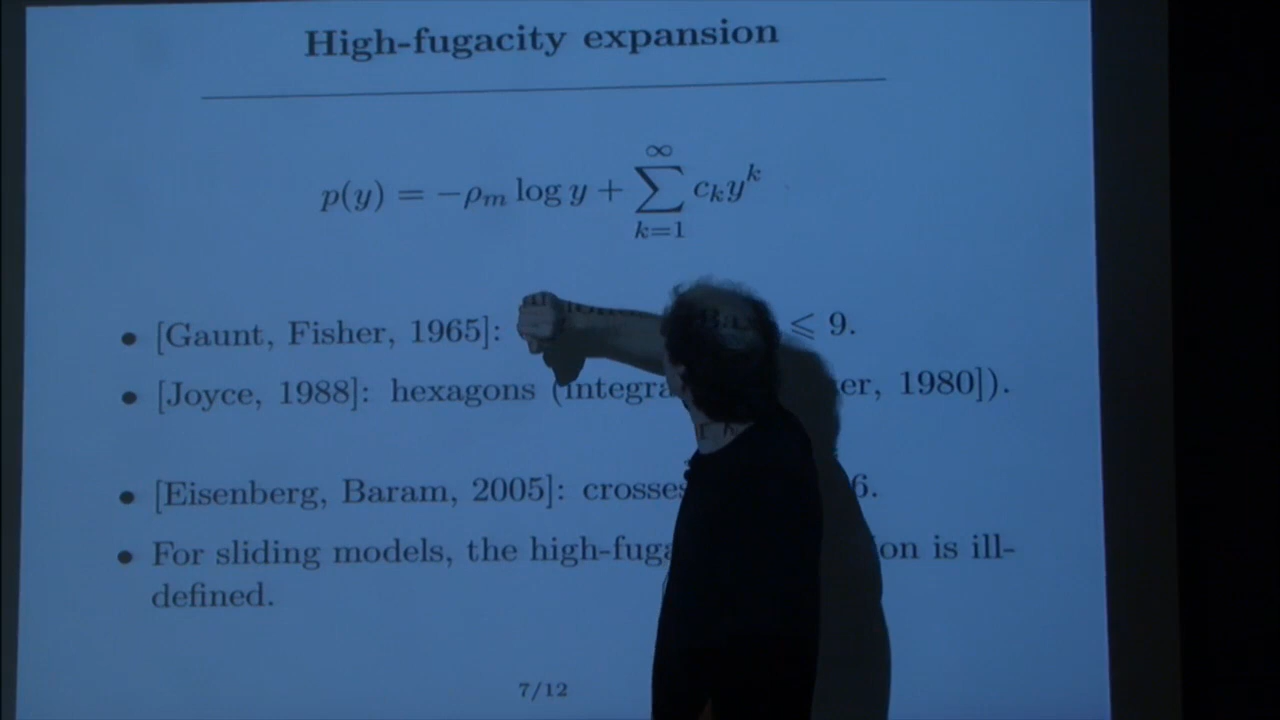 High-fugacity expansion
p(y) = −ρ_m log y + ∑_{k=1}^{∞} c_k y^k
• [Gaunt, Fisher, 1965]: ⩽ 9.
• [Joyce, 1988]: hexagons (integra er, 1980]).
• [Eisenberg, Baram, 2005]: crosses 6.
• For sliding models, the high-fuga on is ill-
defined.
7/12